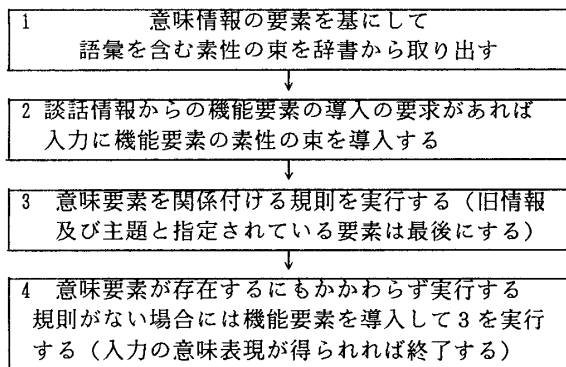 1 意味情報の要素を基にして
語彙を含む素性の束を辞書から取り出す
2 談話情報からの機能要素の導入の要求があれば
入力に機能要素の素性の束を導入する
3 意味要素を関係付ける規則を実行する（旧情報
及び主題と指定されている要素は最後にする）
4 意味要素が存在するにもかかわらず実行する
規則がない場合には機能要素を導入して3を実行
する（入力の意味表現が得られれば終了する）